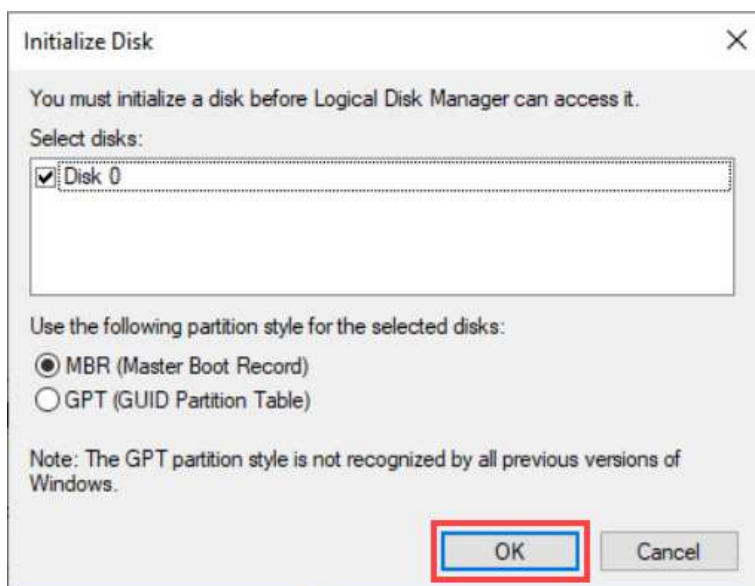 Initialize Disk
You must initialize a disk before Logical Disk Manager can access it.
Select disks:
Disk 0
Use the following partition style for the selected disks:
MBR (Master Boot Record)
GPT (GUID Partition Table)
Note: The GPT partition style is not recognized by all previous versions of
Windows.
OK Cancel